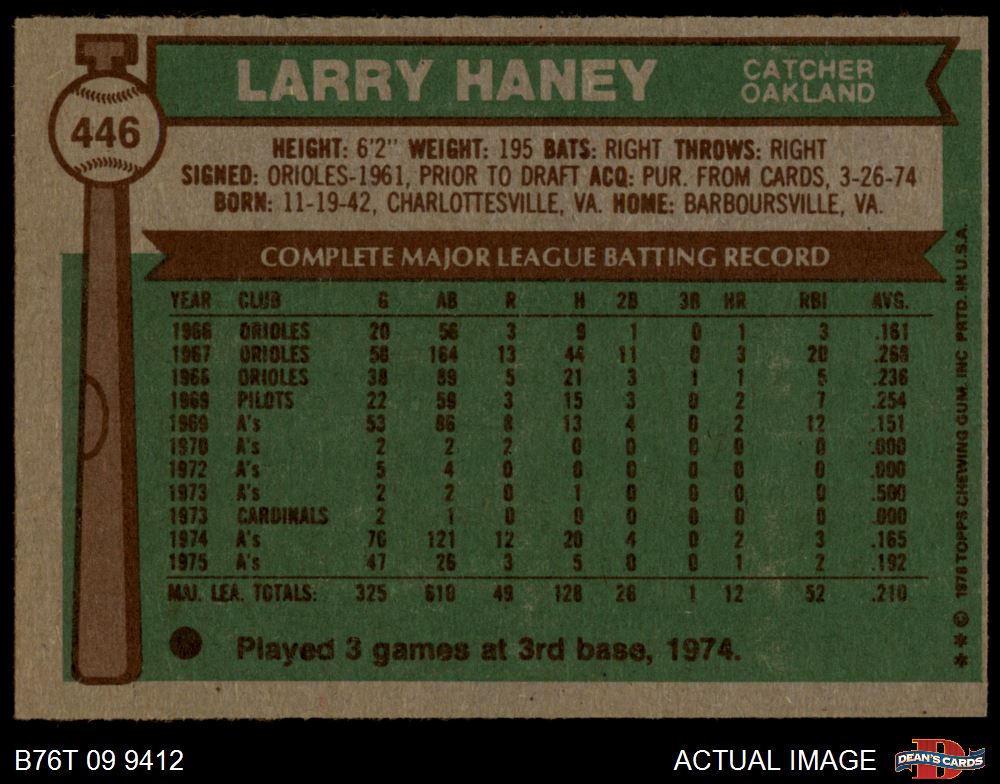 446
LARRY HANEY
CATCHER
OAKLAND
HEIGHT: 6'2" WEIGHT: 195 BATS: RIGHT THROWS: RIGHT
SIGNED: ORIOLES-1961, PRIOR TO DRAFT ACQ: PUR. FROM CARDS, 3-26-74
BORN: 11-19-42, CHARLOTTESVILLE, VA. HOME: BARBOURSVILLE, VA.
COMPLETE MAJOR LEAGUE BATTING RECORD
YEAR CLUB G AB R H 2B 3B HR RBI AVG.
1966 ORIOLES 20 56 3 9 1 0 1 3 .161
1967 ORIOLES 58 164 13 44 11 0 3 20 .268
1968 ORIOLES 38 89 5 21 3 1 1 5 .236
1969 PILOTS 22 59 3 15 3 0 2 7 .254
1969 A's 53 86 8 13 4 0 2 12 .151
1970 A's 2 2 2 0 0 0 0 0 .000
1972 A's 5 4 0 0 0 0 0 0 .000
1973 A's 2 2 0 1 0 0 0 0 .500
1973 CARDINALS 2 1 0 0 0 0 0 0 .000
1974 A's 76 121 12 20 4 0 2 3 .165
1975 A's 47 26 3 5 0 0 1 2 .192
MAJ. LEA. TOTALS: 325 610 49 128 26 1 12 52 .210
Played 3 games at 3rd base, 1974.
** © 1976 TOPPS CHEWING GUM, INC PRTD. IN U.S.A.
B76T 09 9412
ACTUAL IMAGE
DEAN'S CARDS